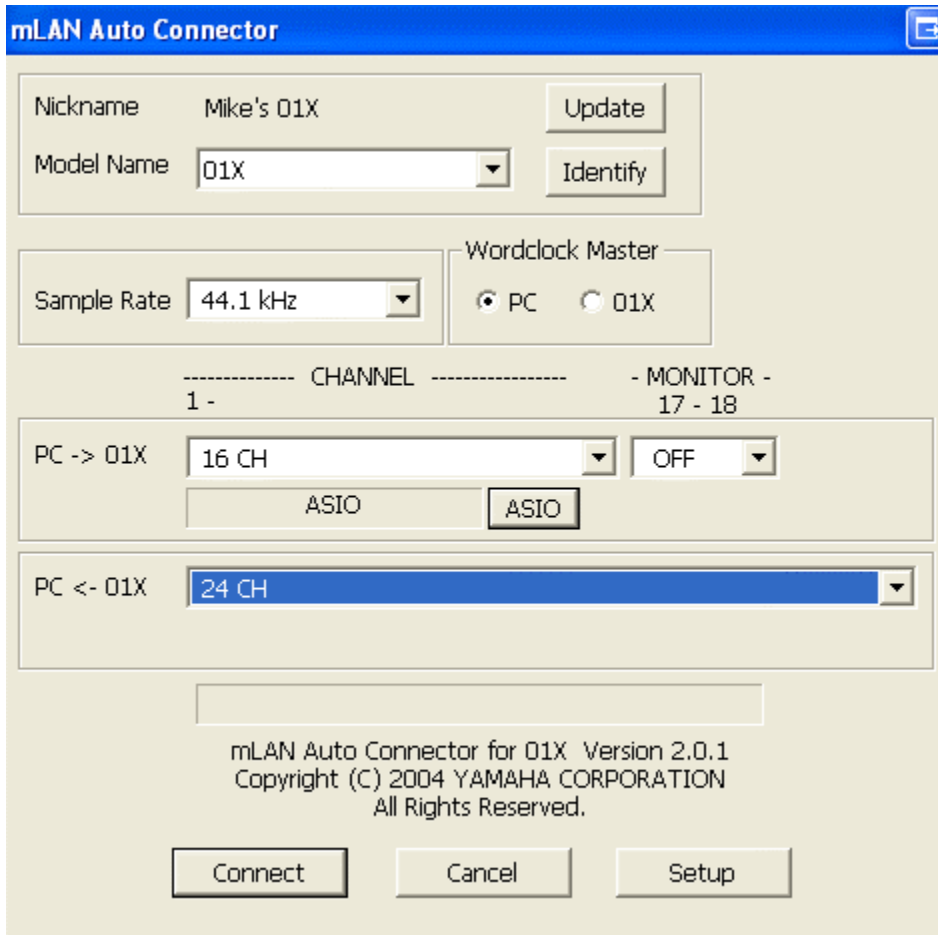 mLAN Auto Connector
Nickname Mike's 01X Update
Model Name 01X Identify
Wordclock Master
Sample Rate 44.1 kHz PC 01X
-------------- CHANNEL ----------------- - MONITOR -
1 - 17 - 18
PC -> 01X 16 CH OFF
ASIO ASIO
PC <- 01X 24 CH
mLAN Auto Connector for 01X Version 2.0.1
Copyright (C) 2004 YAMAHA CORPORATION
All Rights Reserved.
Connect Cancel Setup